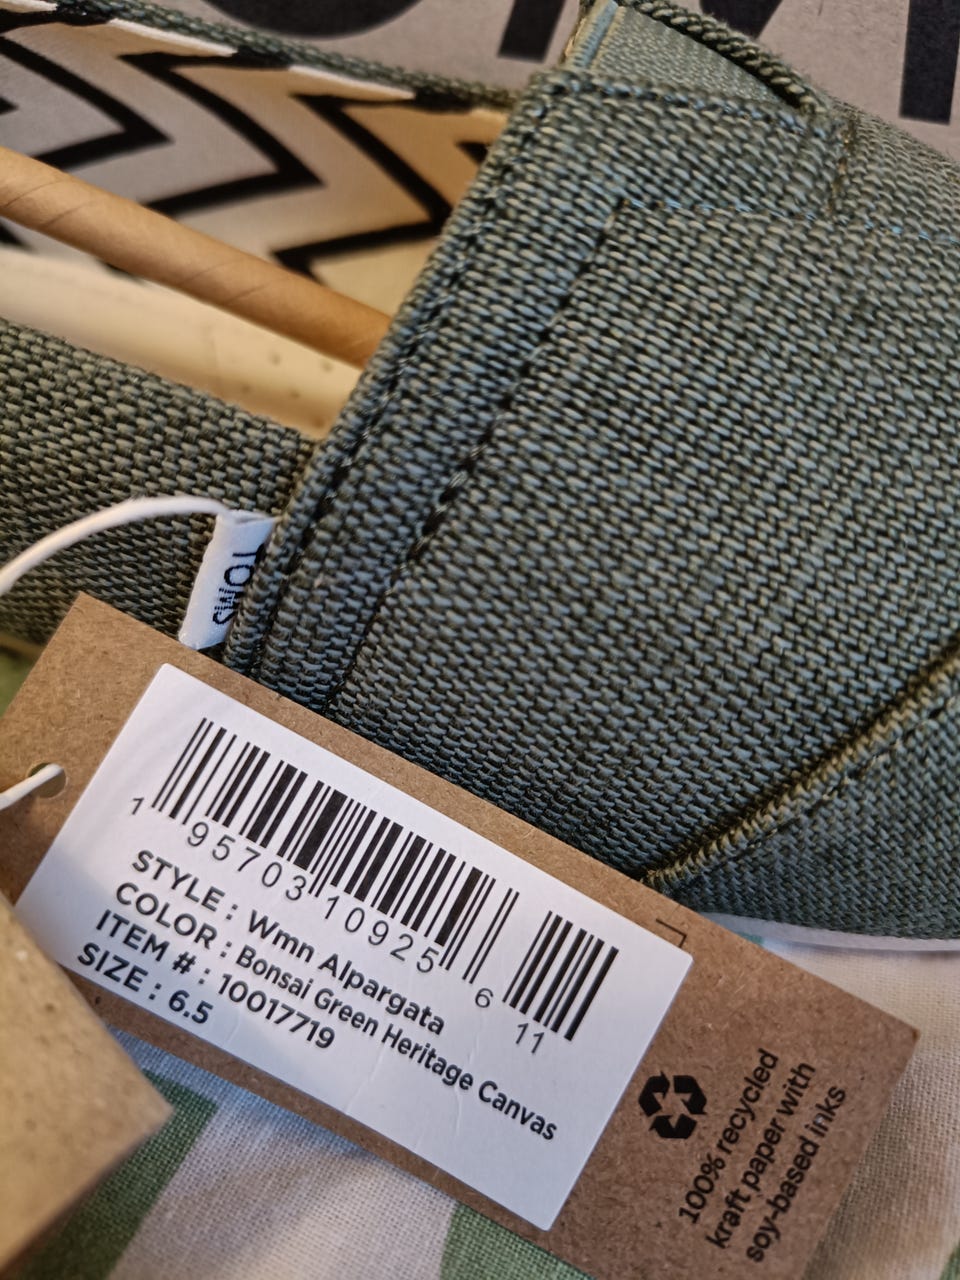 TOMS
1 95703 10925 6 11
STYLE : Wmn Alpargata
COLOR : Bonsai Green Heritage Canvas
ITEM # : 10017719
SIZE : 6.5
100% recycled
kraft paper with
soy-based inks